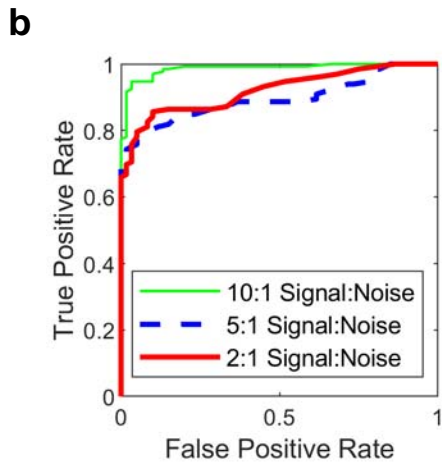 b
1
0.8
0.6
0.4
0.2
0
True Positive Rate
10:1 Signal:Noise
5:1 Signal:Noise
2:1 Signal:Noise
0 0.5 1
False Positive Rate